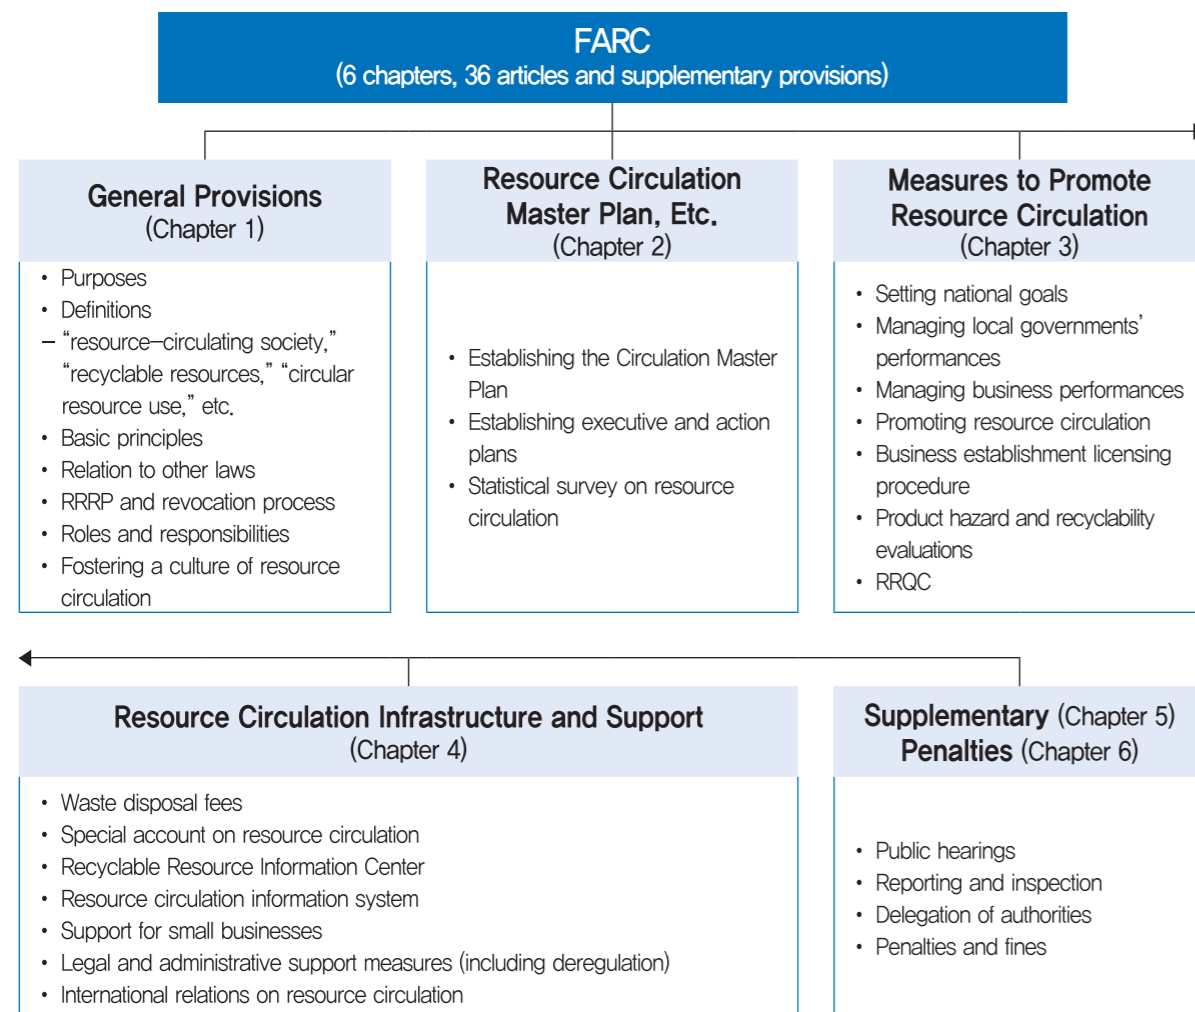 FARC
(6 chapters, 36 articles and supplementary provisions)
General Provisions
(Chapter 1)
• Purposes
• Definitions
– “resource–circulating society,”
“recyclable resources,” “circular
resource use,” etc.
• Basic principles
• Relation to other laws
• RRRP and revocation process
• Roles and responsibilities
• Fostering a culture of resource
circulation
Resource Circulation
Master Plan, Etc.
(Chapter 2)
• Establishing the Circulation Master
Plan
• Establishing executive and action
plans
• Statistical survey on resource
circulation
Measures to Promote
Resource Circulation
(Chapter 3)
• Setting national goals
• Managing local governments’
performances
• Managing business performances
• Promoting resource circulation
• Business establishment licensing
procedure
• Product hazard and recyclability
evaluations
• RRQC
Resource Circulation Infrastructure and Support
(Chapter 4)
• Waste disposal fees
• Special account on resource circulation
• Recyclable Resource Information Center
• Resource circulation information system
• Support for small businesses
• Legal and administrative support measures (including deregulation)
• International relations on resource circulation
Supplementary (Chapter 5)
Penalties (Chapter 6)
• Public hearings
• Reporting and inspection
• Delegation of authorities
• Penalties and fines